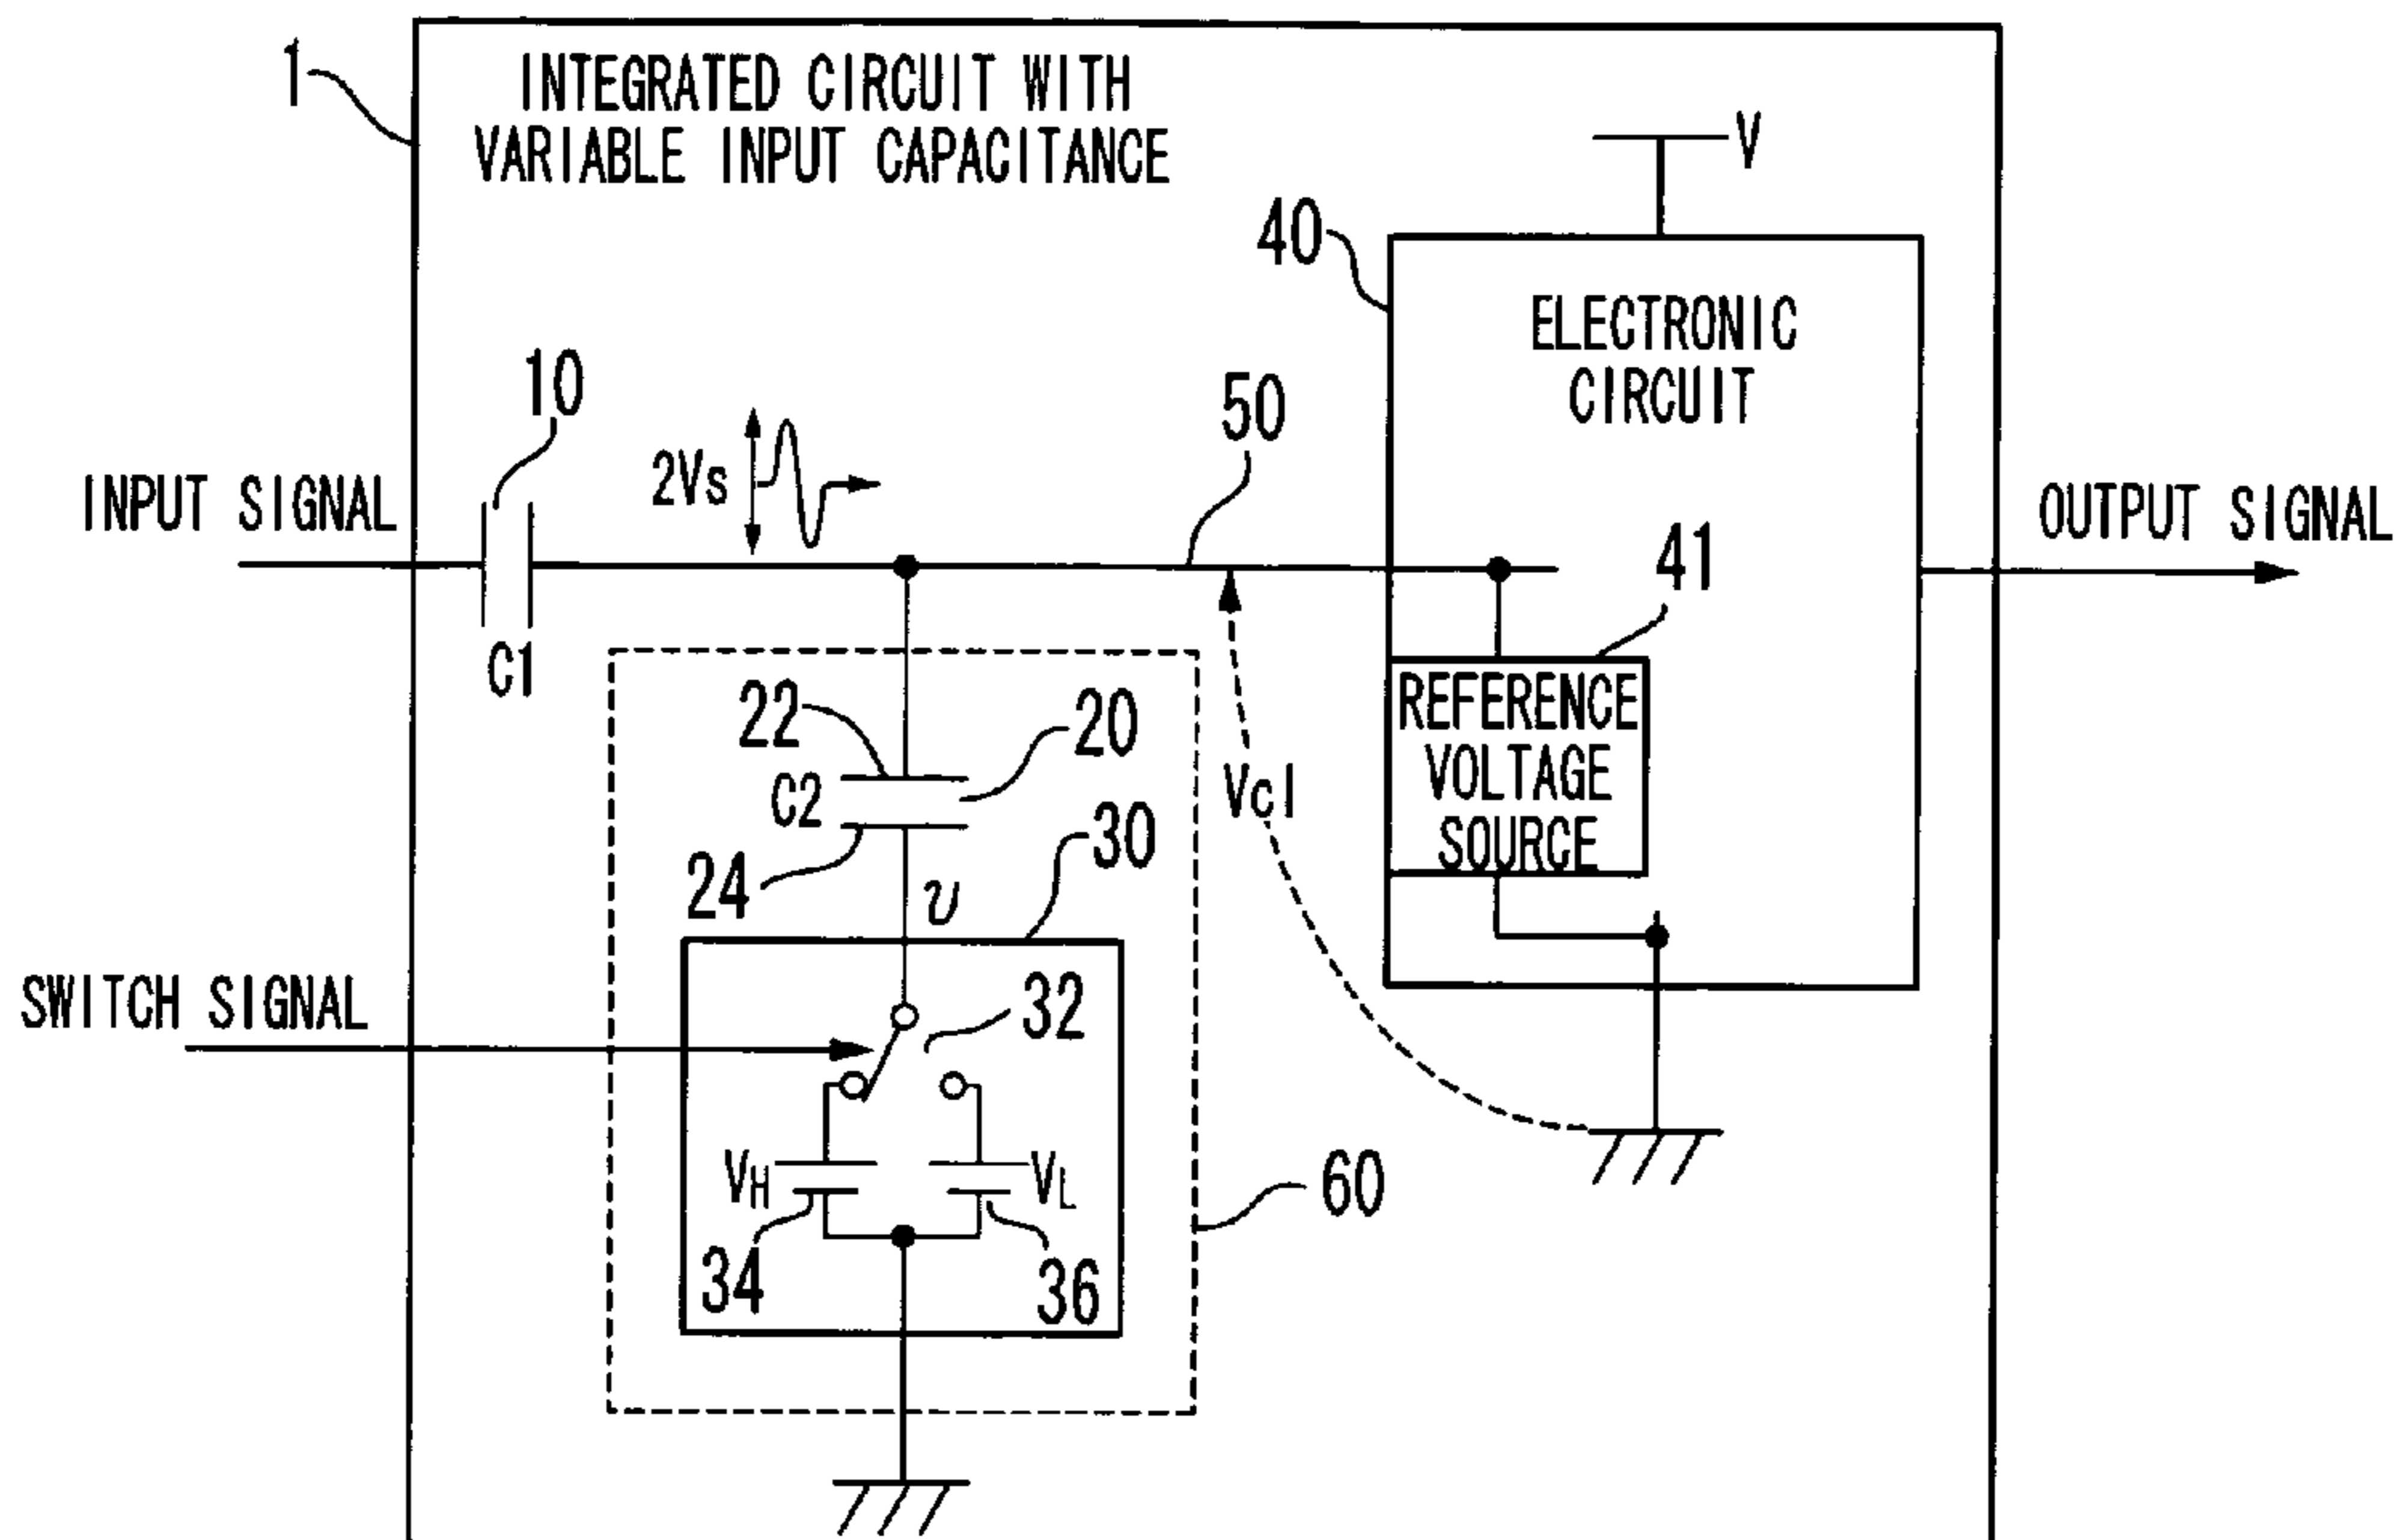 1
INTEGRATED CIRCUIT WITH
VARIABLE INPUT CAPACITANCE
V
40
ELECTRONIC
CIRCUIT
10
50
2Vs
INPUT SIGNAL
OUTPUT SIGNAL
41
C1
22
20
REFERENCE
VOLTAGE
SOURCE
C2
Vcl
30
24
υ
SWITCH SIGNAL
32
VH
VL
60
34
36